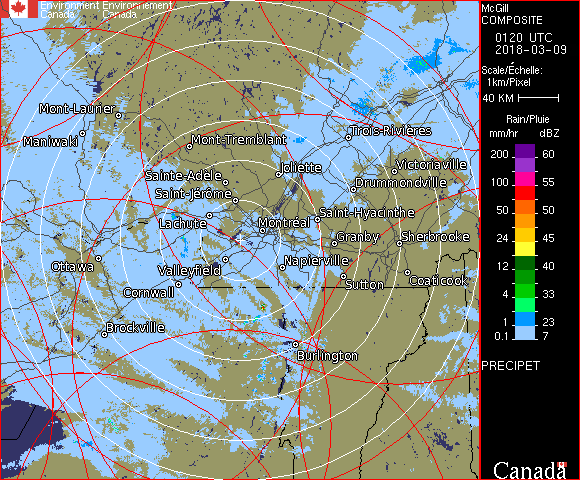 Environment Environnement
Canada Canada
McGill
COMPOSITE
0120 UTC
2018-03-09
Scale/Échelle:
1km/Pixel
40 KM
Rain/Pluie
mm/hr dBZ
200 60
100 55
50 50
24 45
12 40
4 33
1 23
0.1 7
PRECIPET
Canada
Mont-Laurier
Maniwaki
Mont-Tremblant
Trois-Rivières
Joliette
Victoriaville
Sainte-Adèle
Drummondville
Saint-Jérôme
Lachute
Saint-Hyacinthe
Montréal
Granby
Sherbrooke
Ottawa
Valleyfield
Napierville
Cornwall
Sutton
Coaticook
Brockville
Burlington